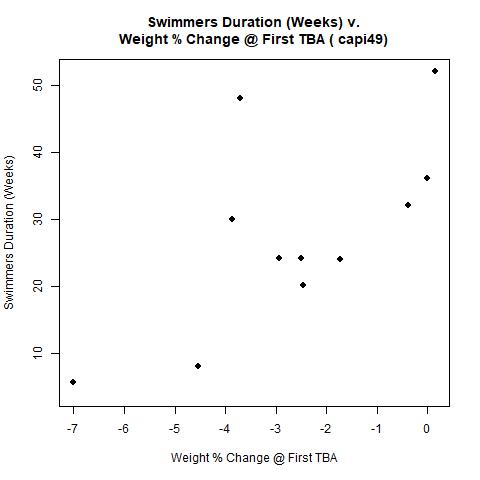 Swimmers Duration (Weeks) v.
Weight % Change @ First TBA ( capi49)
Swimmers Duration (Weeks)
50
40
30
20
10
-7 -6 -5 -4 -3 -2 -1 0
Weight % Change @ First TBA